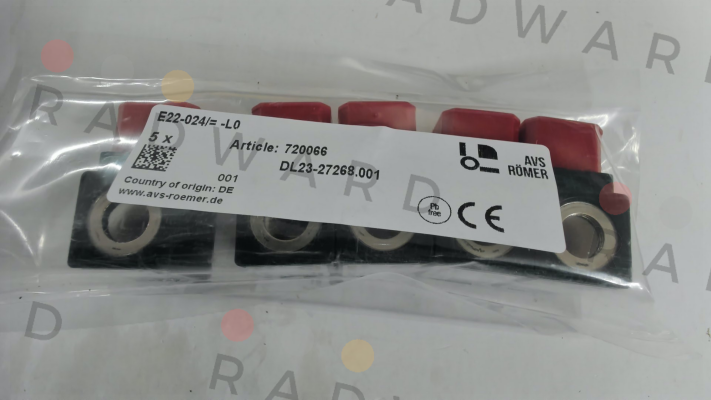 RADWARD
E22-024/= -L0
5 x
Article: 720066
DL23-27268.001
001
Country of origin: DE
www.avs-roemer.de
AVS
RÖMER
Pb
free
CE
D RADWARD